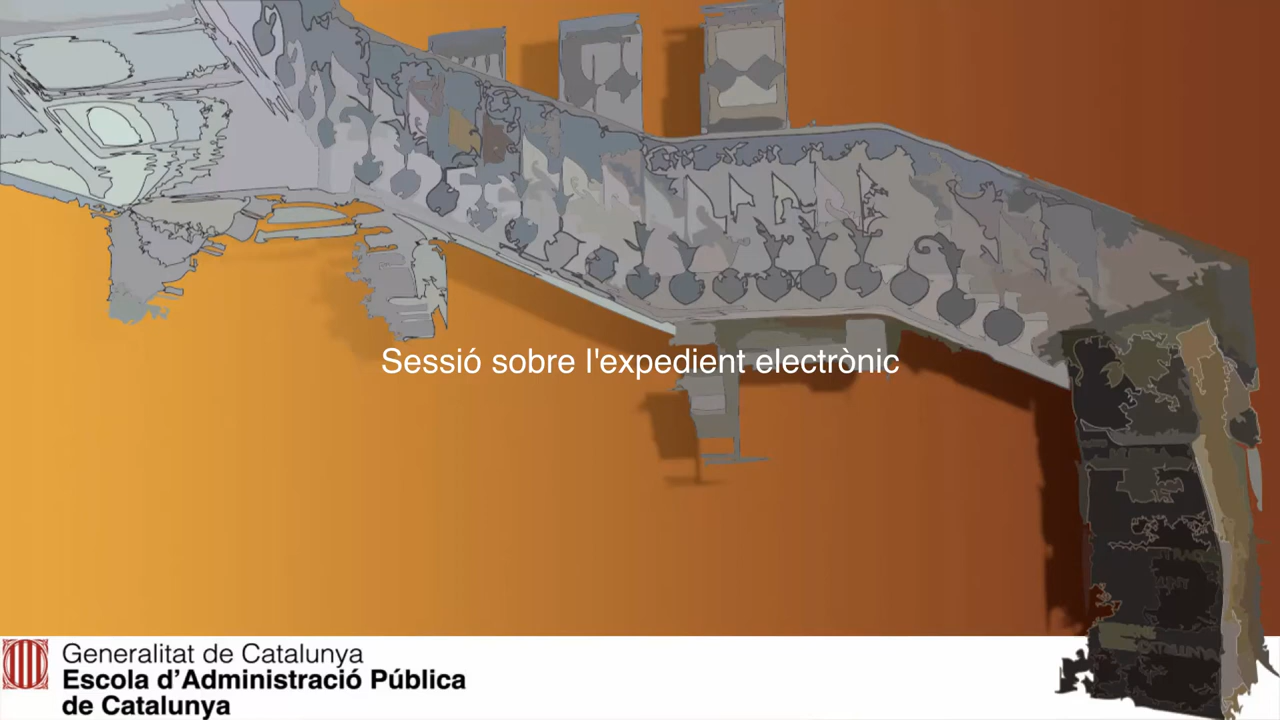 Sessió sobre l'expedient electrònic
Generalitat de Catalunya
Escola d'Administració Pública
de Catalunya